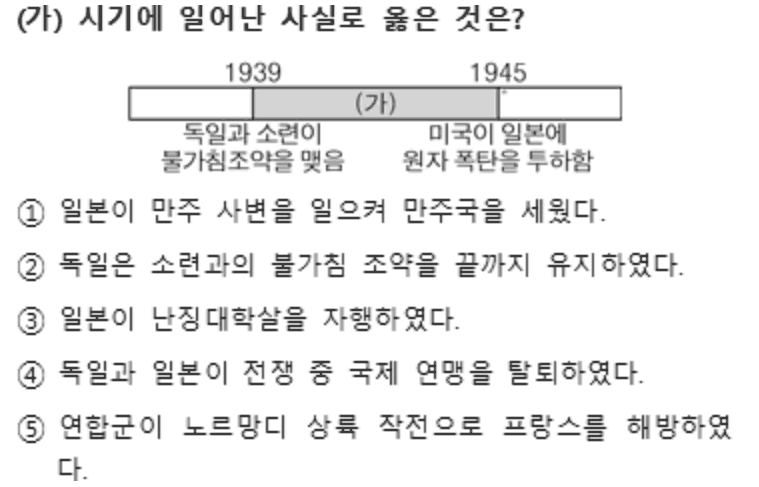 (가) 시기에 일어난 사실로 옳은 것은?
1939 1945
(가)
독일과 소련이 미국이 일본에
불가침조약을 맺음 원자 폭탄을 투하함
① 일본이 만주 사변을 일으켜 만주국을 세웠다.
② 독일은 소련과의 불가침 조약을 끝까지 유지하였다.
③ 일본이 난징대학살을 자행하였다.
④ 독일과 일본이 전쟁 중 국제 연맹을 탈퇴하였다.
⑤ 연합군이 노르망디 상륙 작전으로 프랑스를 해방하였
다.